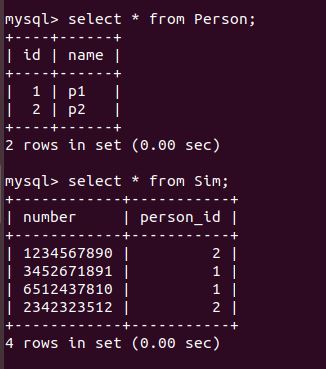 mysql> select * from Person;
+----+------+
| id | name |
+----+------+
|  1 | p1   |
|  2 | p2   |
+----+------+
2 rows in set (0.00 sec)
mysql> select * from Sim;
+------------+-----------+
| number     | person_id |
+------------+-----------+
| 1234567890 |         2 |
| 3452671891 |         1 |
| 6512437810 |         1 |
| 2342323512 |         2 |
+------------+-----------+
4 rows in set (0.00 sec)